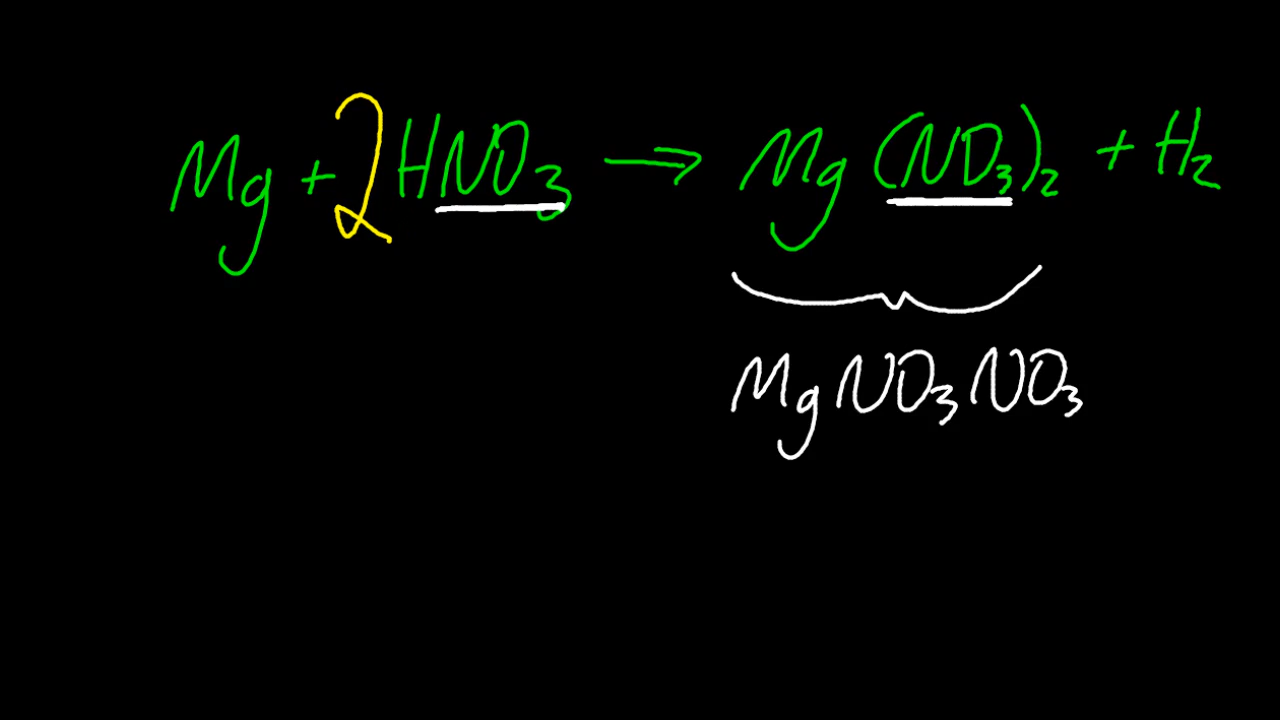 Mg + 2HNO₃ → Mg(NO₃)₂ + H₂
MgNO₃NO₃